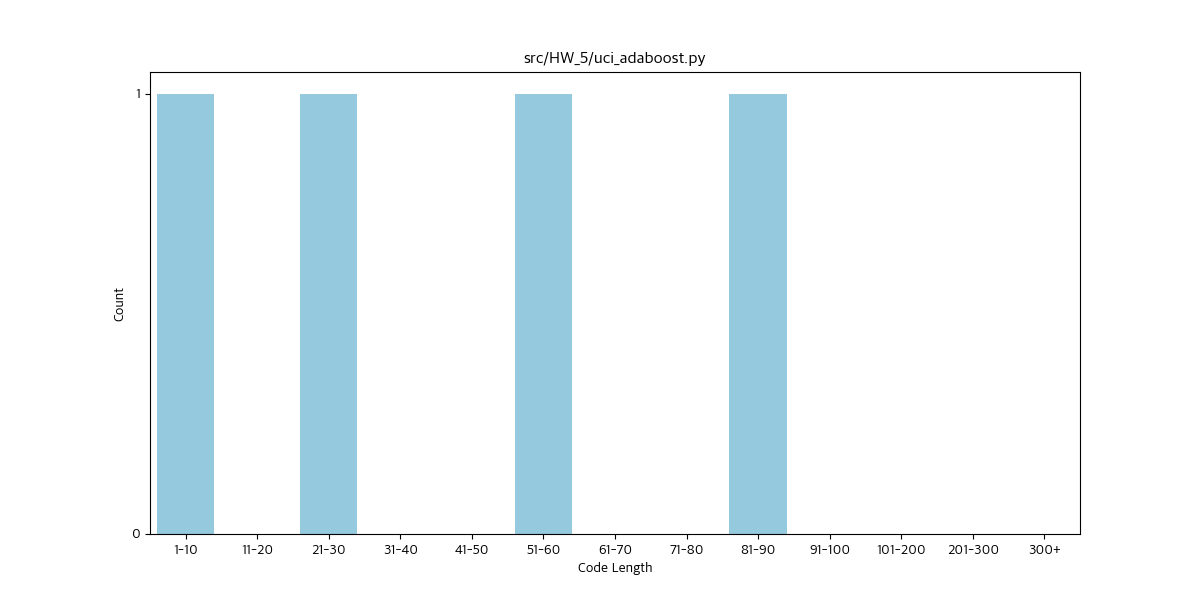 src/HW_5/uci_adaboost.py
Count
1
0
1-10 11-20 21-30 31-40 41-50 51-60 61-70 71-80 81-90 91-100 101-200 201-300 300+
Code Length